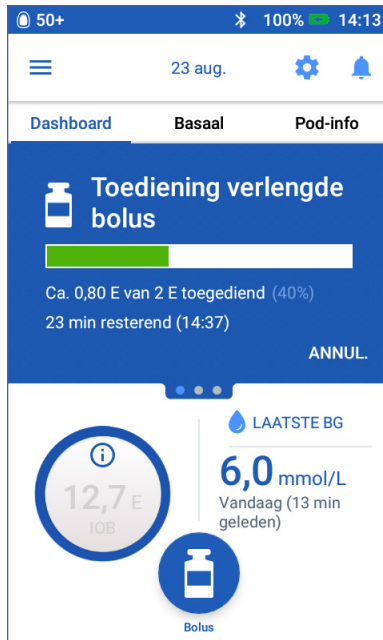 50+ 100% 14:13
23 aug.
Dashboard Basaal Pod-info
Toediening verlengde
bolus
Ca. 0,80 E van 2 E toegediend (40%)
23 min resterend (14:37)
ANNUL.
LAATSTE BG
12,7 E
IOB
6,0 mmol/L
Vandaag (13 min
geleden)
Bolus